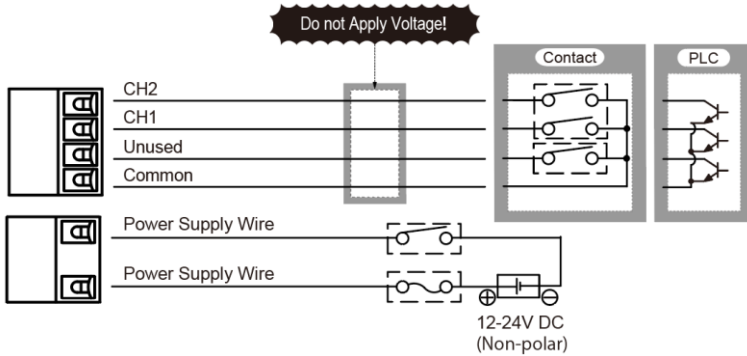 Do not Apply Voltage!
Contact
PLC
CH2
CH1
Unused
Common
Power Supply Wire
Power Supply Wire
12-24V DC
(Non-polar)